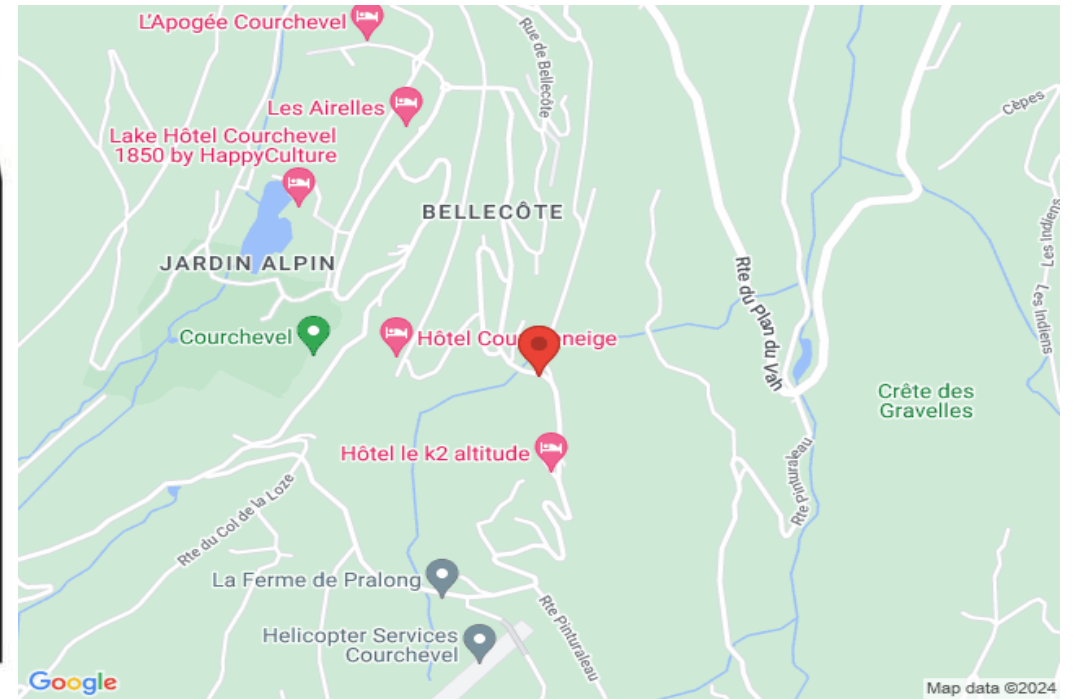 L'Apogée Courchevel
Rue de Bellecôte
Les Airelles
Cèpes
Lake Hôtel Courchevel
1850 by HappyCulture
BELLECÔTE
Les Indiens
JARDIN ALPIN
Rte du Plan du Vah
Les Indiens
Courchevel
Hôtel Cou neige
Crête des
Gravelles
Hôtel le k2 altitude
Rte Pinturaleau
Rte du Col de la Loze
La Ferme de Pralong
Rte Pinturaleau
Helicopter Services
Courchevel
Google
Map data ©2024